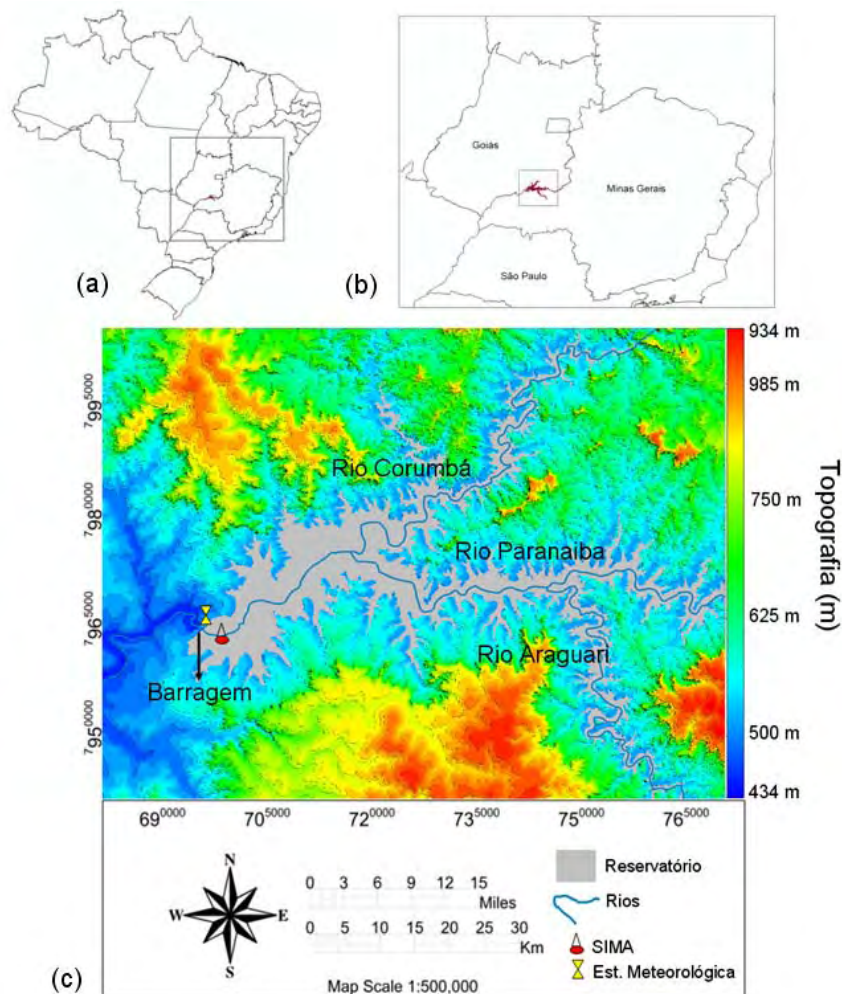 (a)
Goiás
Minas Gerais
São Paulo
(b)
934 m
985 m
750 m
625 m
500 m
434 m
Topografia (m)
799⁵⁰⁰⁰
798⁰⁰⁰⁰
796⁵⁰⁰⁰
795⁰⁰⁰⁰
Rio Corumbá
Rio Paranaiba
Rio Araguari
Barragem
69⁰⁰⁰⁰ 70⁵⁰⁰⁰ 72⁰⁰⁰⁰ 73⁵⁰⁰⁰ 75⁰⁰⁰⁰ 76⁵⁰⁰⁰
N
W E
S
0 3 6 9 12 15
Miles
0 5 10 15 20 25 30
Km
Map Scale 1:500,000
Reservatório
Rios
SIMA
Est. Meteorológica
(c)